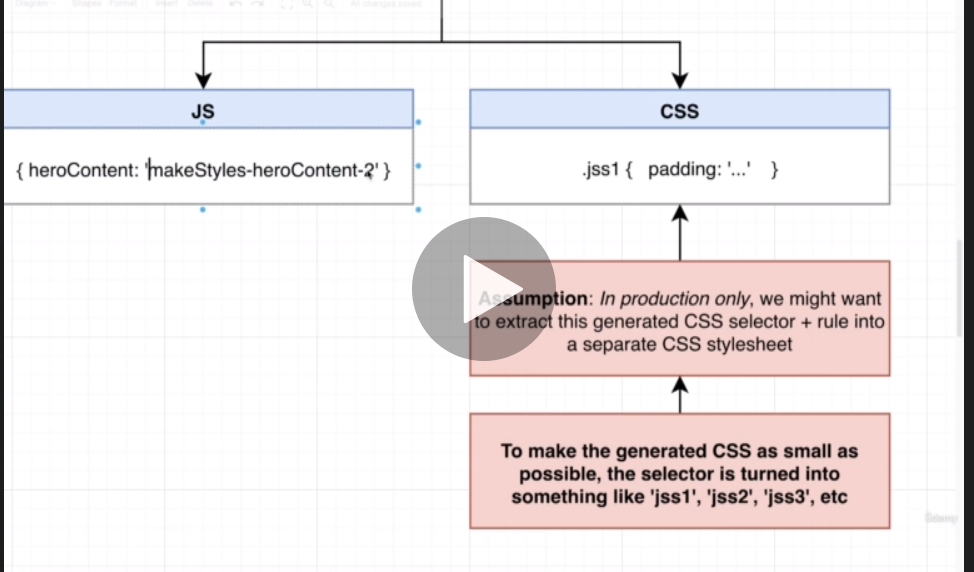 Diagram Shapes Format Insert Delete All changes saved
JS
CSS
{ heroContent: 'makeStyles-heroContent-2' }
.jss1 { padding: '...' }
Assumption: In production only, we might want
to extract this generated CSS selector + rule into
a separate CSS stylesheet
To make the generated CSS as small as
possible, the selector is turned into
something like 'jss1', 'jss2', 'jss3', etc
Udemy